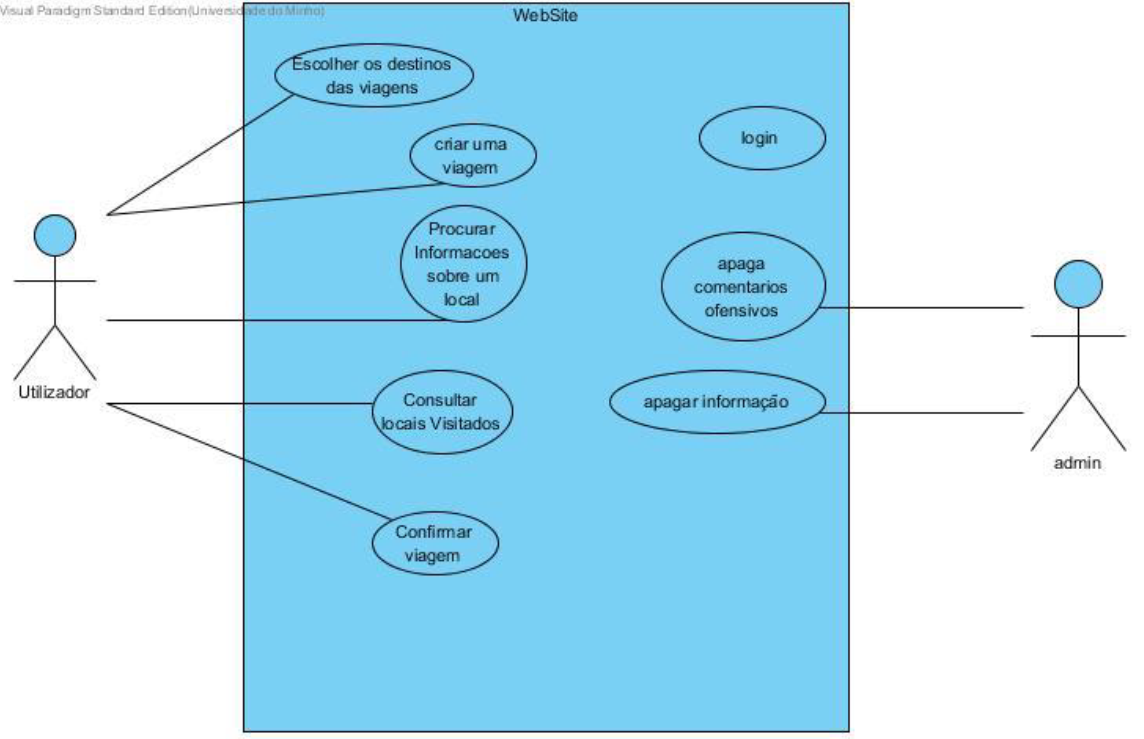 Visual Paradigm Standard Edition(Universidade do Minho)
WebSite
Escolher os destinos
das viagens
criar uma
viagem
login
Procurar
Informacoes
sobre um
local
apaga
comentarios
ofensivos
Utilizador
Consultar
locais Visitados
apagar informação
admin
Confirmar
viagem